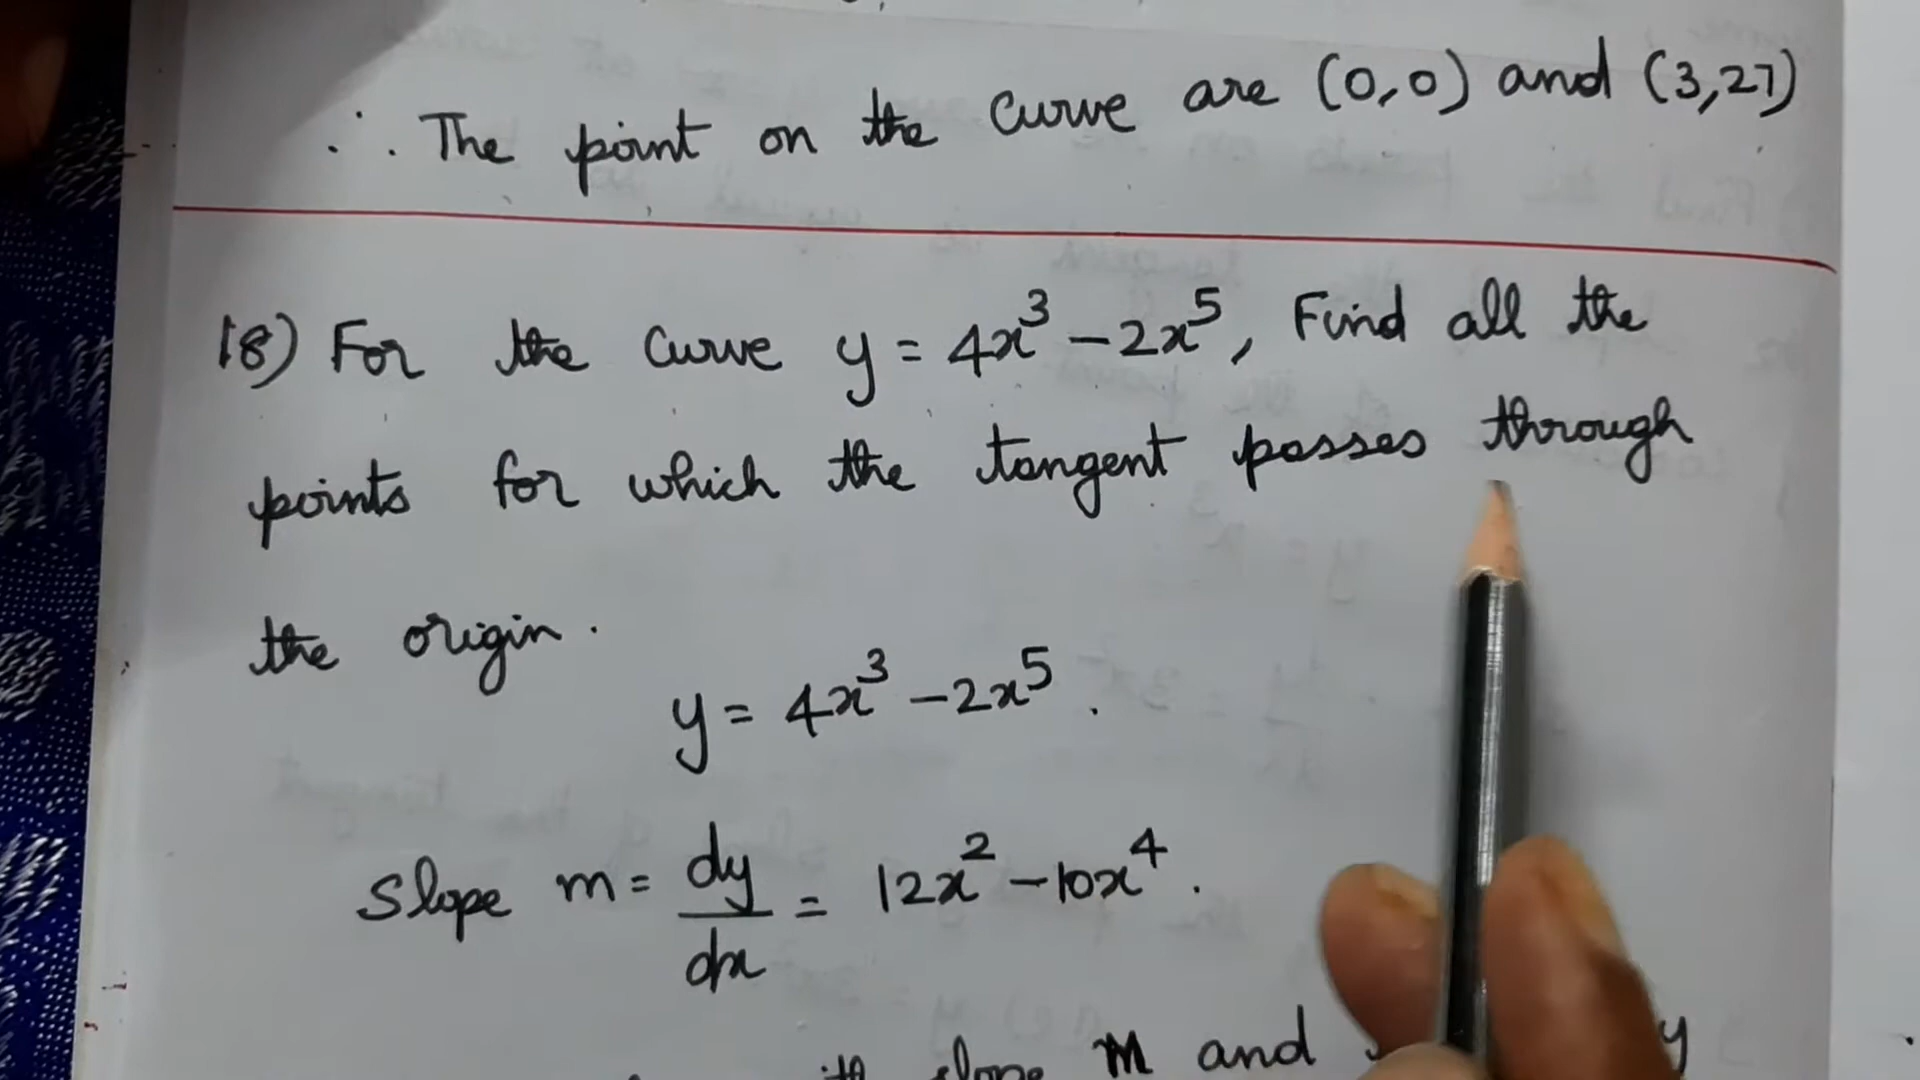 ∴ The point on the curve are (0,0) and (3,27)
18) For the curve y = 4x³ - 2x⁵, Find all the
points for which the tangent passes through
the origin.
y = 4x³ - 2x⁵.
Slope m = dy/dx = 12x² - 10x⁴.
slope m and y